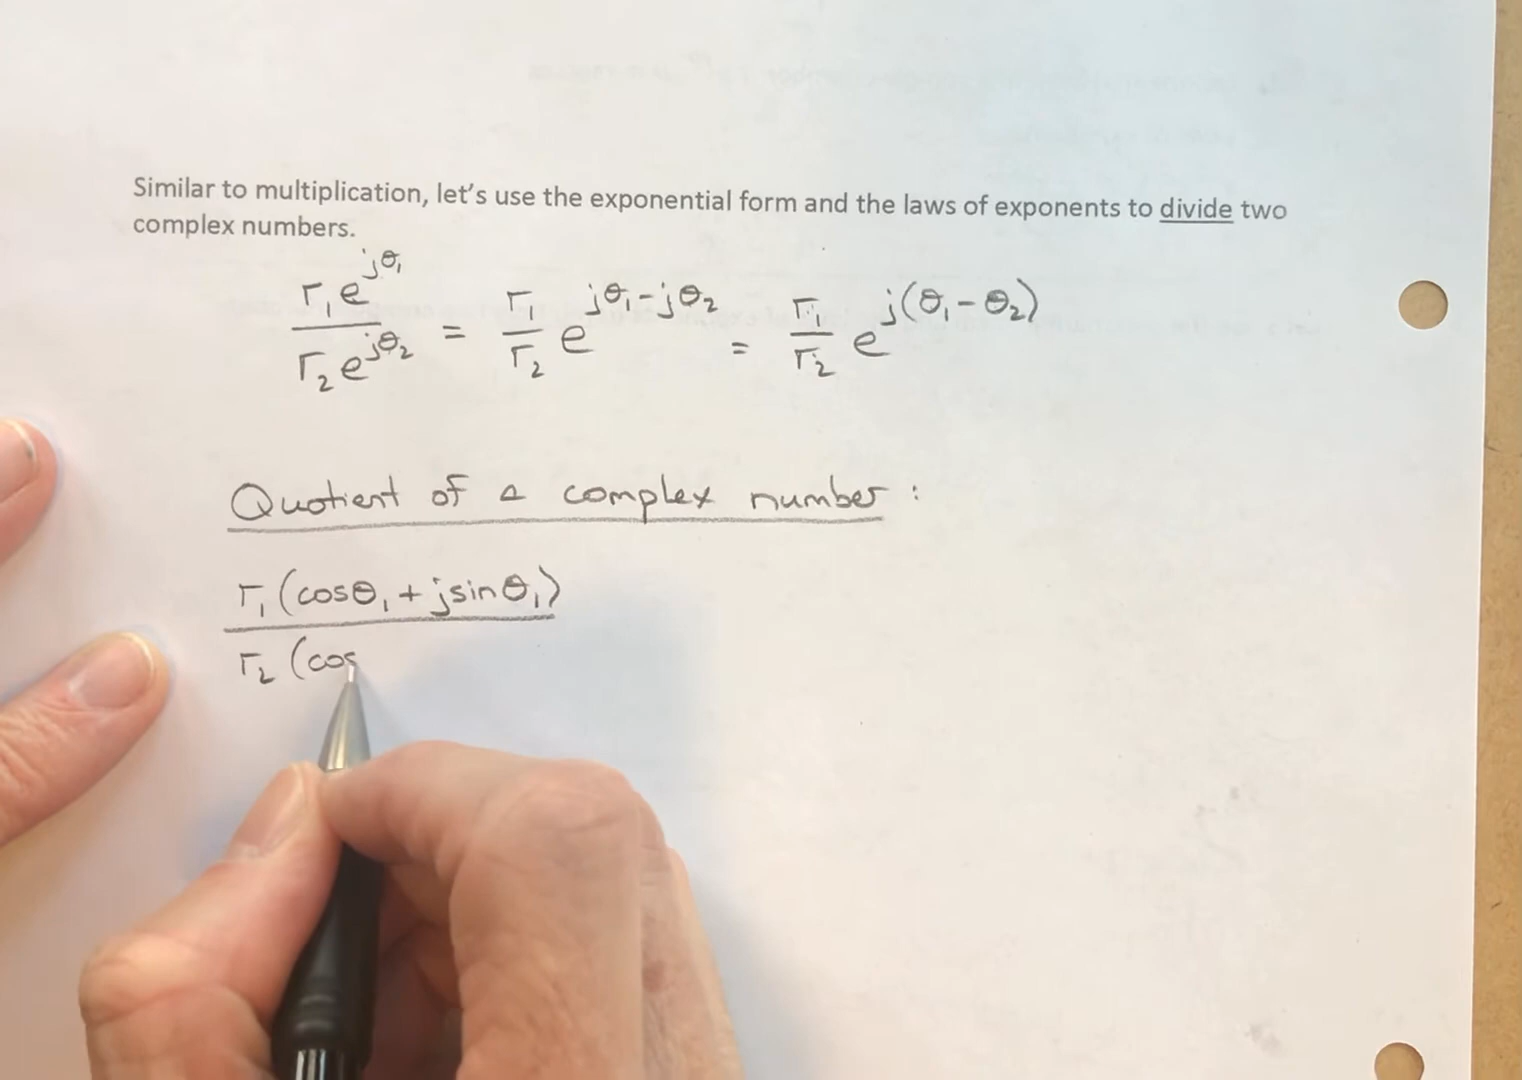 Similar to multiplication, let's use the exponential form and the laws of exponents to divide two
complex numbers.
r₁e^(jθ₁) / r₂e^(jθ₂) = r₁/r₂ e^(jθ₁-jθ₂) = r₁/r₂ e^(j(θ₁-θ₂))
Quotient of a complex number :
r₁(cosθ₁+jsinθ₁)
r₂(cos